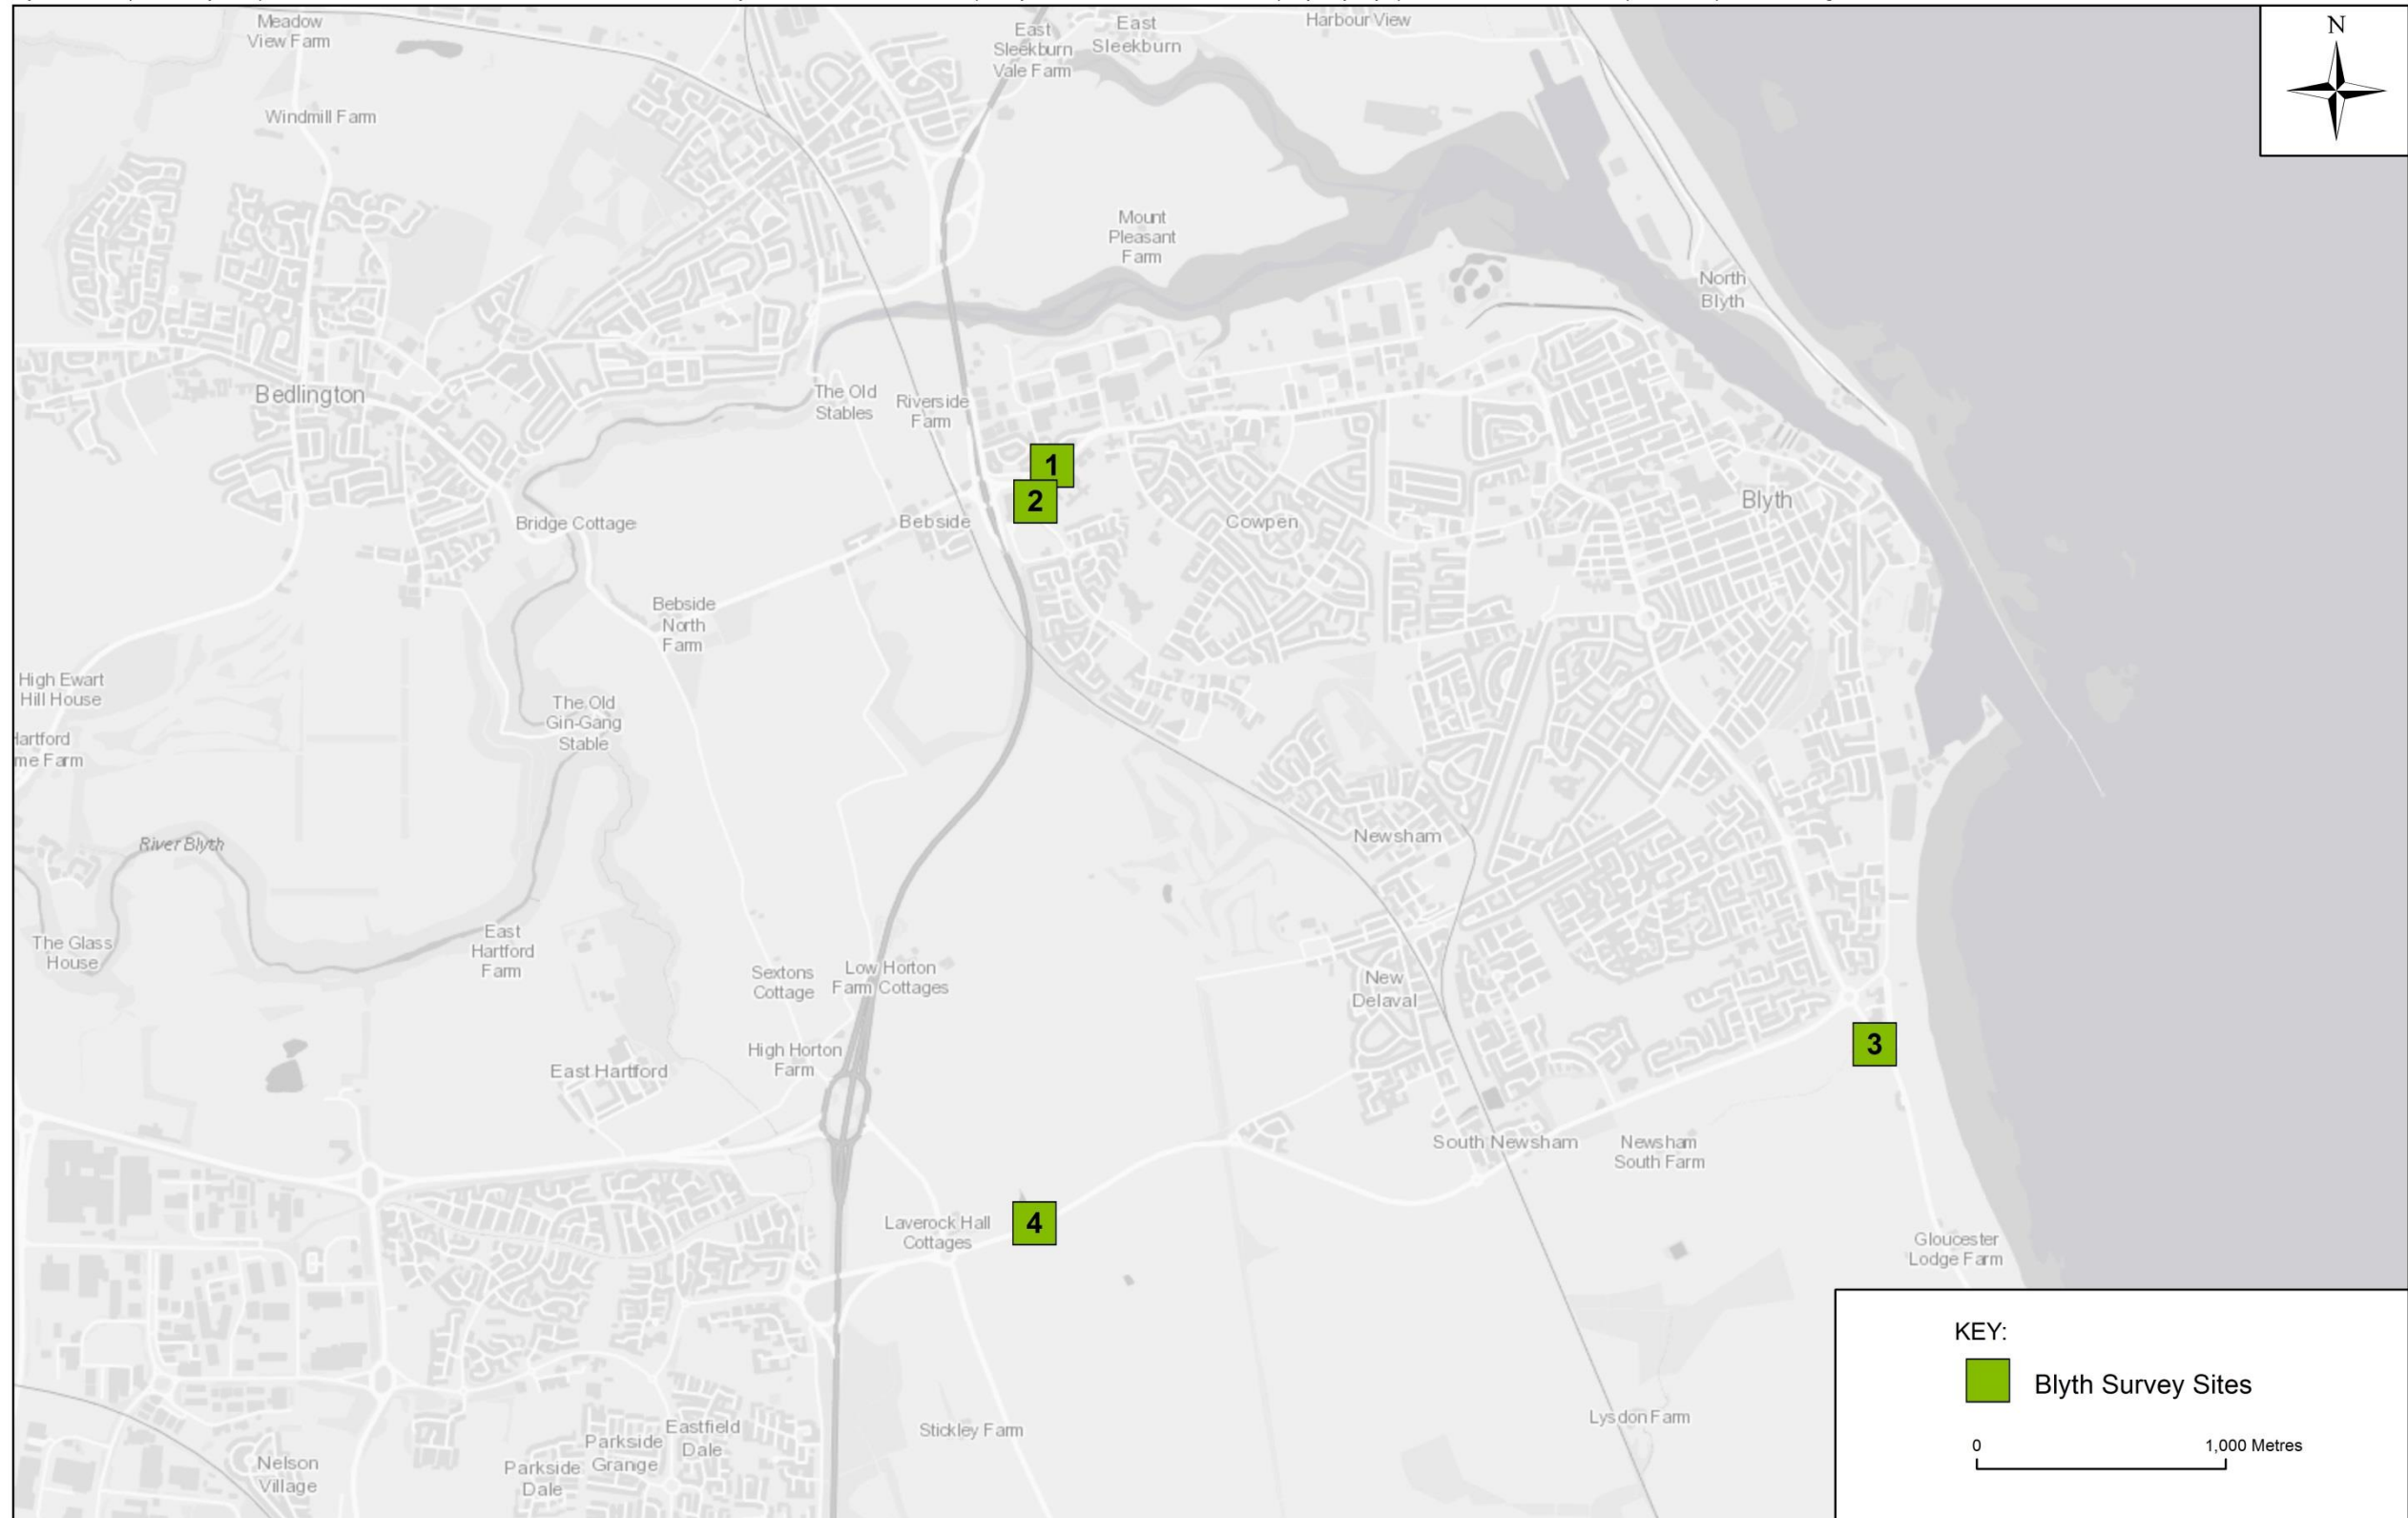 Meadow
View Farm
East
Sleekburn
Vale Farm
East
Sleekburn
Harbour View
N
Windmill Farm
Mount
Pleasant
Farm
North
Blyth
Bedlington
The Old
Stables
Riverside
Farm
1
2
Blyth
Bridge Cottage
Bebside
Cowpen
Bebside
North
Farm
High Ewart
Hill House
The Old
Gin-Gang
Stable
Hartford
me Farm
River Blyth
Newsham
The Glass
House
East
Hartford
Farm
Sextons
Cottage
Low Horton
Farm Cottages
New
Delaval
3
High Horton
Farm
East Hartford
South Newsham
Newsham
South Farm
4
Laverock Hall
Cottages
Gloucester
Lodge Farm
KEY:
Blyth Survey Sites
0
1,000 Metres
Stickley Farm
Lysdon Farm
Eastfield
Dale
Parkside
Grange
Parkside
Dale
Nelson
Village